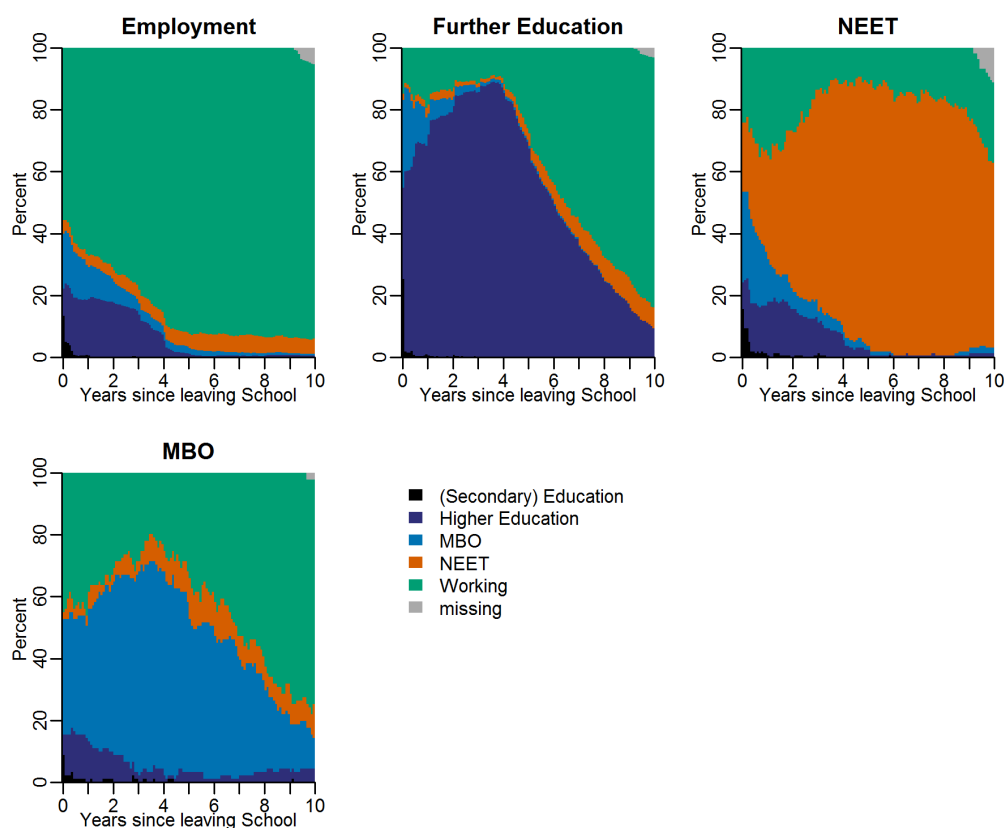 Employment
Percent
0
20
40
60
80
100
0 2 4 6 8 10
Years since leaving School
Further Education
Percent
0
20
40
60
80
100
0 2 4 6 8 10
Years since leaving School
NEET
Percent
0
20
40
60
80
100
0 2 4 6 8 10
Years since leaving School
MBO
Percent
0
20
40
60
80
100
0 2 4 6 8 10
Years since leaving School
(Secondary) Education
Higher Education
MBO
NEET
Working
missing